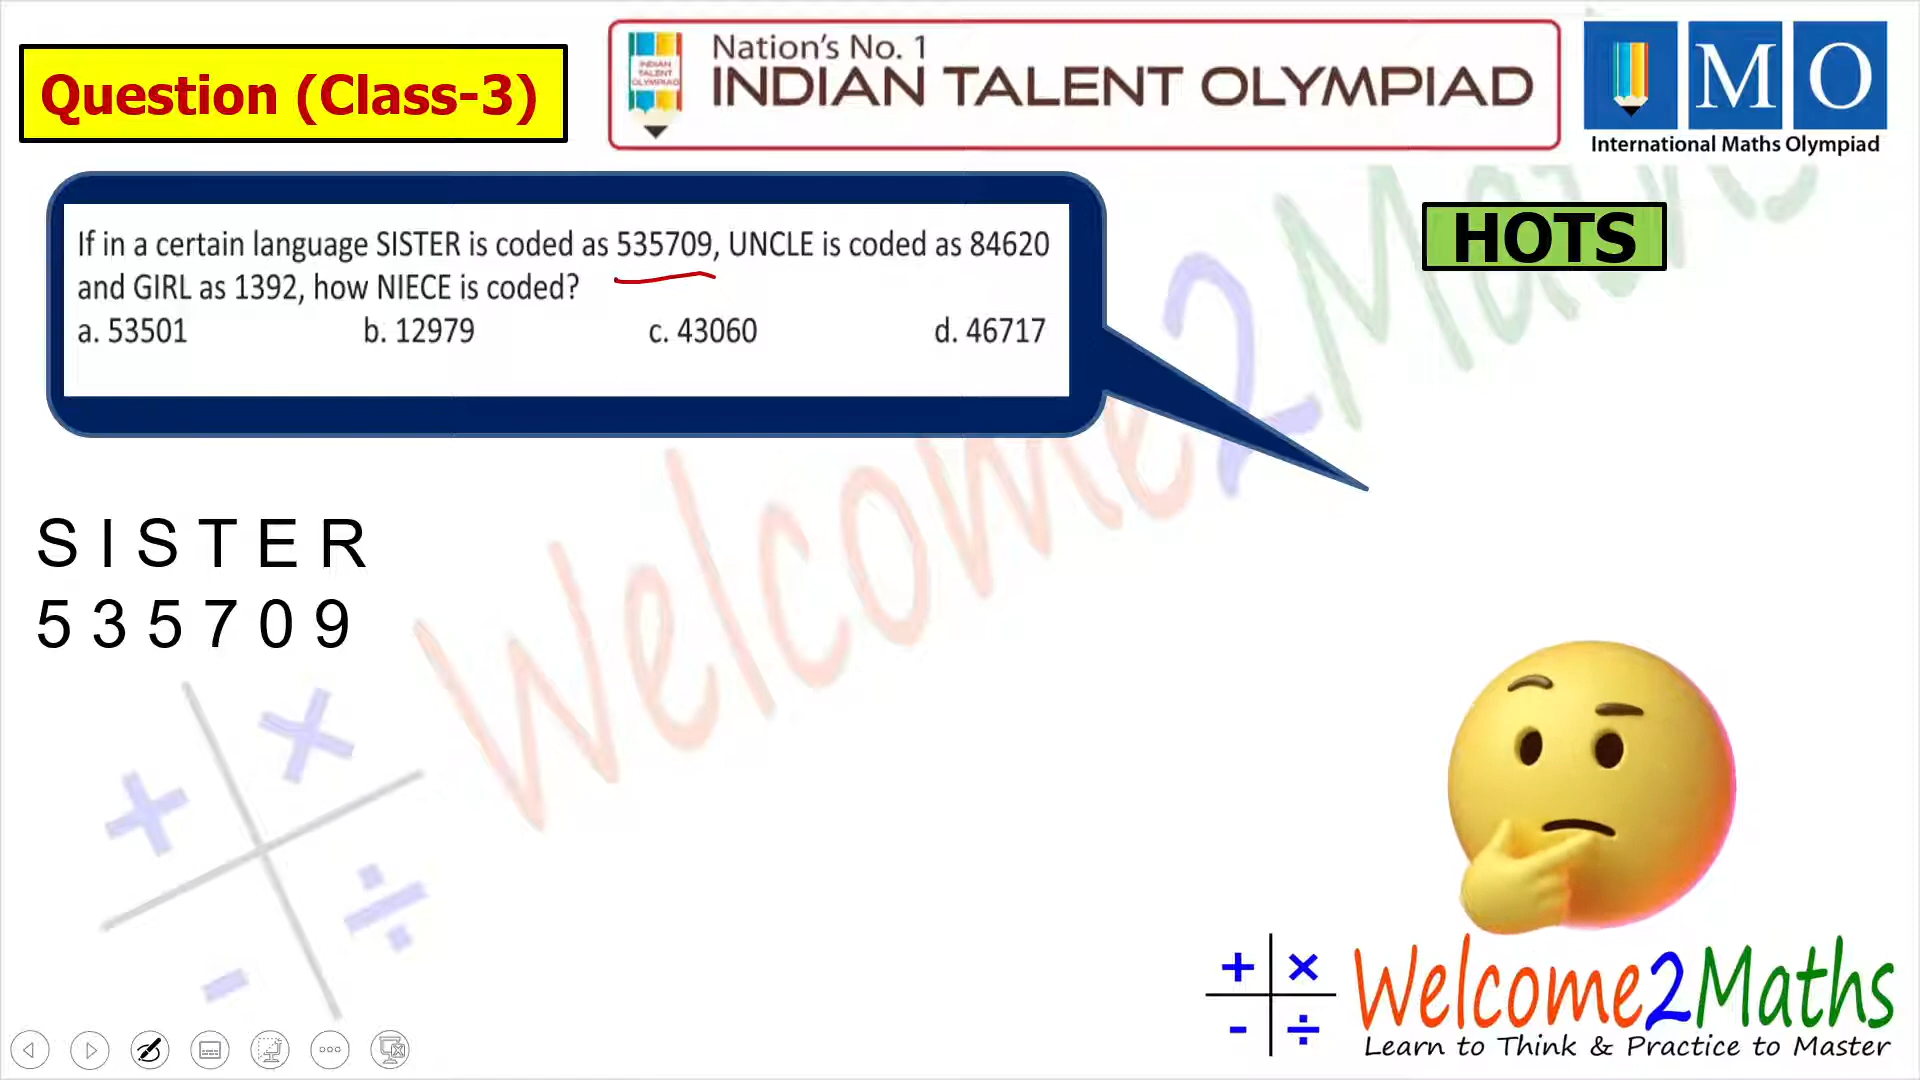 Question (Class-3)
INDIAN
TALENT
OLYMPIAD
Nation's No. 1
INDIAN TALENT OLYMPIAD
M O
International Maths Olympiad
If in a certain language SISTER is coded as 535709, UNCLE is coded as 84620
and GIRL as 1392, how NIECE is coded?
a. 53501 b. 12979 c. 43060 d. 46717
HOTS
Welcome2Maths
S I S T E R
5 3 5 7 0 9
+ ×
- ÷
+ ×
- ÷
Welcome2Maths
Learn to Think & Practice to Master